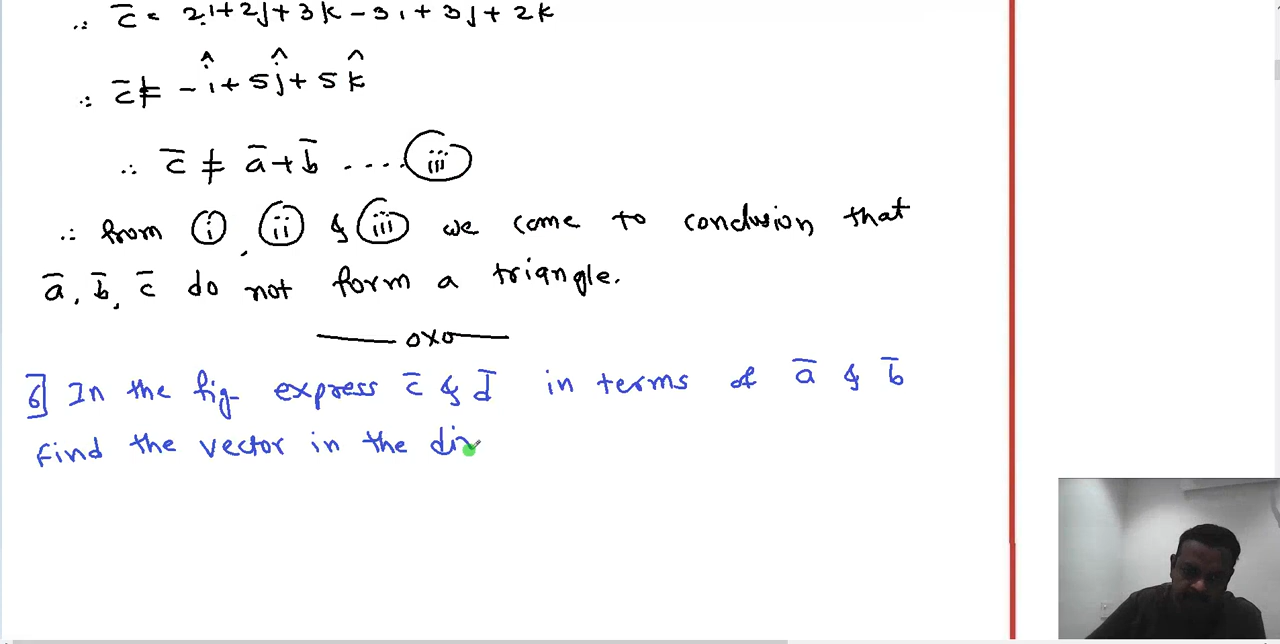 ∴ c̅ = 2i+2j+3k-3i+3j+2k
∴ c̅ ≠ -î+5ĵ+5k̂
∴ c̅ ≠ a̅+b̅ ....(iii)
∴ from (i), (ii) & (iii) we come to conclusion that
a̅, b̅, c̅ do not form a triangle.
—— oxo ——
6] In the fig. express c̅ & d̅ in terms of a̅ & b̅
Find the vector in the dir